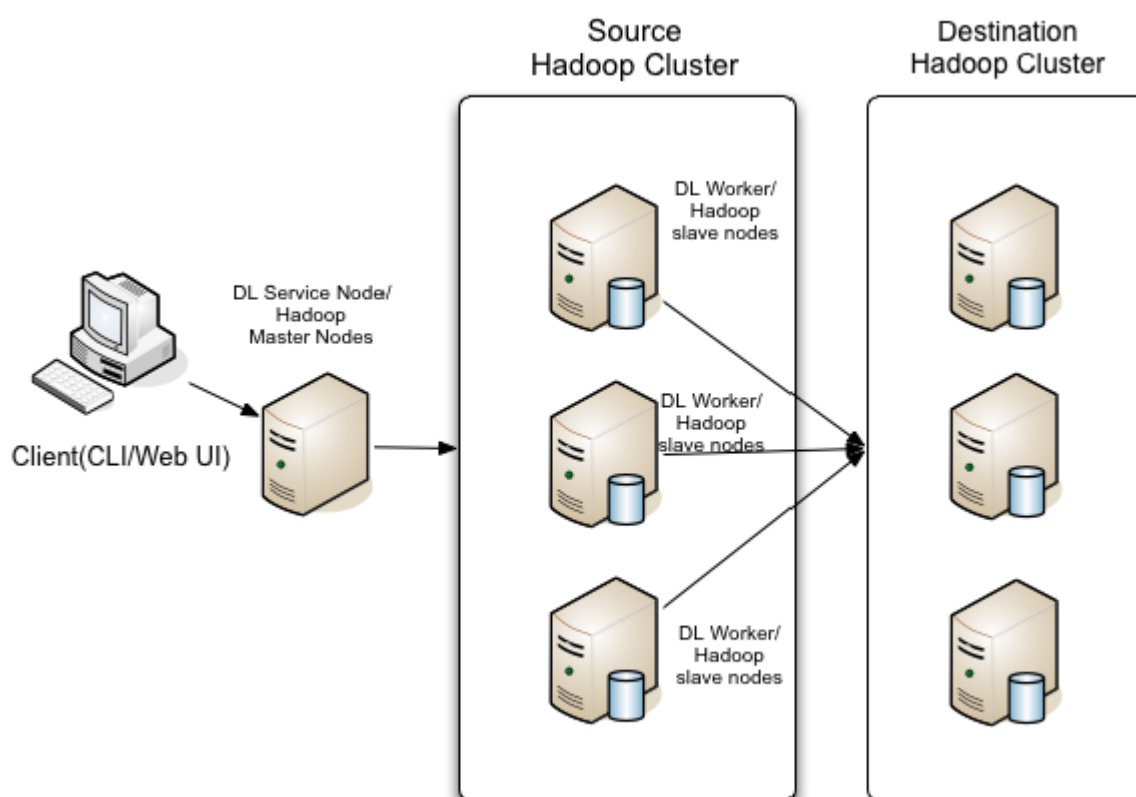 Source
Hadoop Cluster
Destination
Hadoop Cluster
DL Worker/
Hadoop
slave nodes
DL Service Node/
Hadoop
Master Nodes
DL Worker/
Hadoop
slave nodes
Client(CLI/Web UI)
DL Worker/
Hadoop
slave nodes